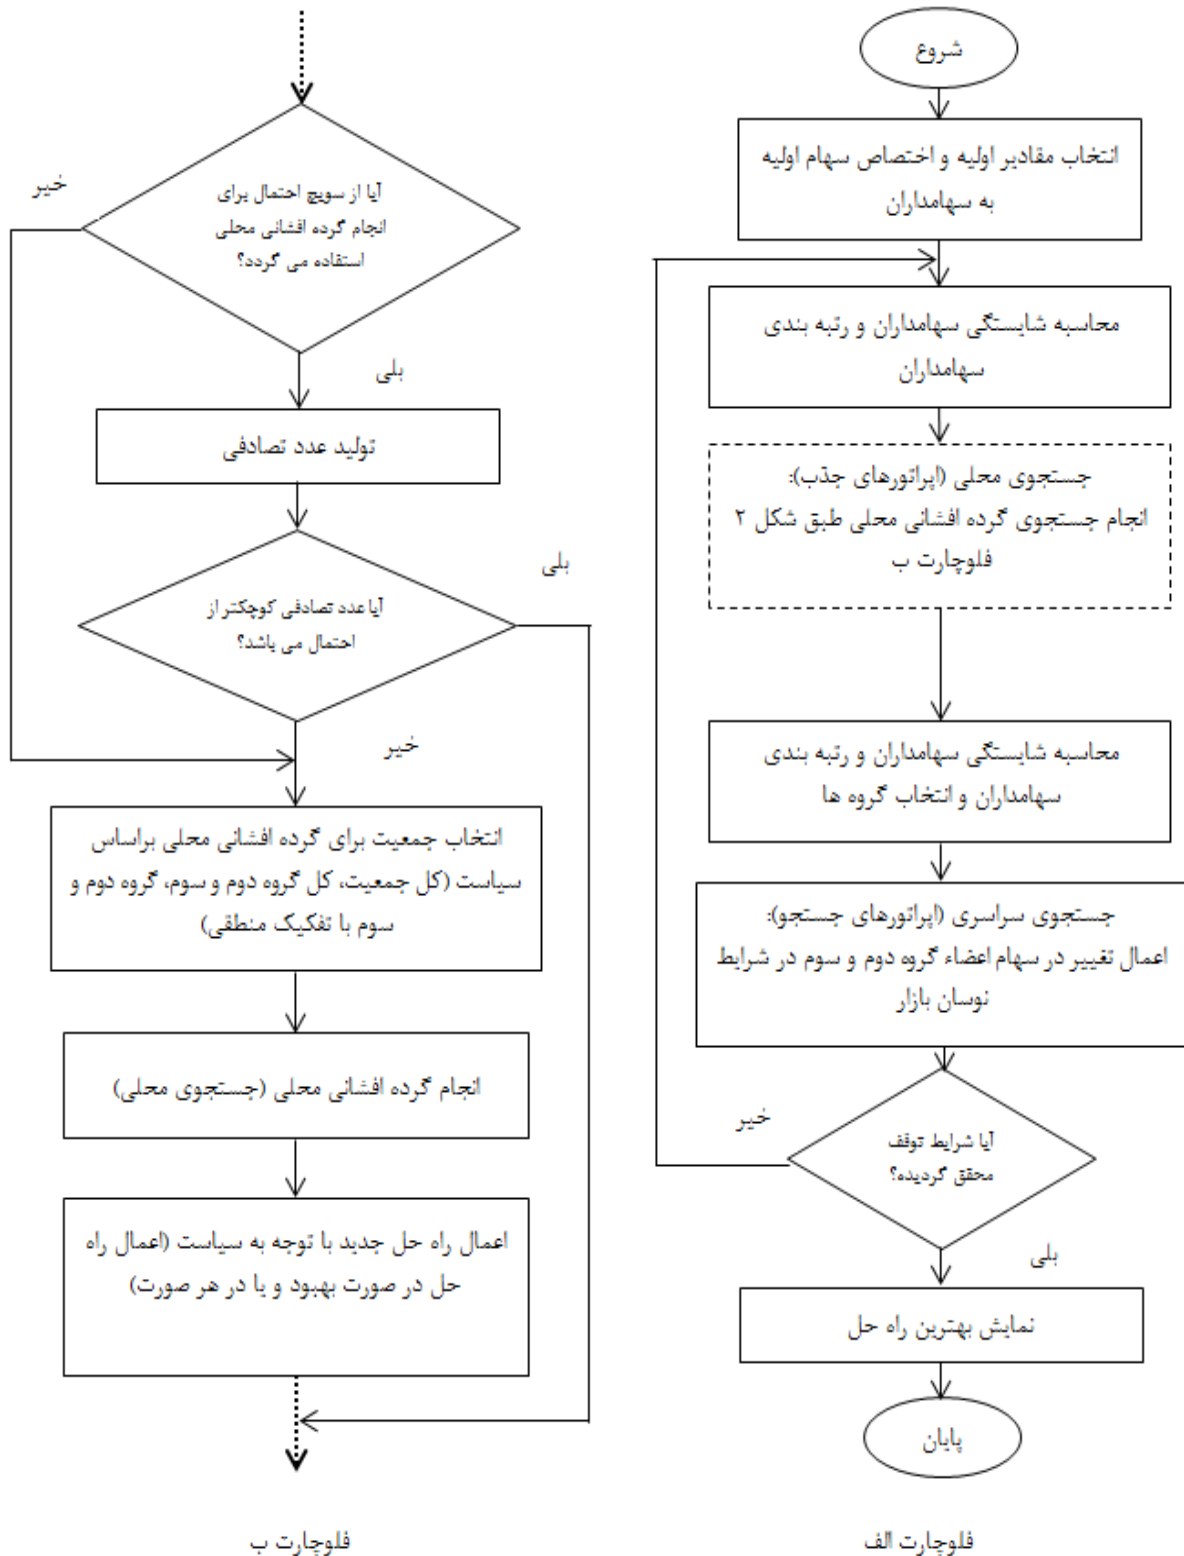 شروع
انتخاب مقادیر اولیه و اختصاص سهام اولیه
به سهامداران
محاسبه شایستگی سهامداران و رتبه بندی
سهامداران
جستجوی محلی (اپراتورهای جذب):
انجام جستجوی گرده افشانی محلی طبق شکل ۲
فلوچارت ب
محاسبه شایستگی سهامداران و رتبه بندی
سهامداران و انتخاب گروه ها
جستجوی سراسری (اپراتورهای جستجو):
اعمال تغییر در سهام اعضاء گروه دوم و سوم در شرایط
نوسان بازار
خیر
آیا شرایط توقف
محقق گردیده؟
بلی
نمایش بهترین راه حل
پایان
فلوچارت الف
خیر
آیا از سویچ احتمال برای
انجام گرده افشانی محلی
استفاده می گردد؟
بلی
تولید عدد تصادفی
بلی
آیا عدد تصادفی کوچکتر از
احتمال می باشد؟
خیر
انتخاب جمعیت برای گرده افشانی محلی براساس
سیاست (کل جمعیت، کل گروه دوم و سوم، گروه دوم و
سوم با تفکیک منطقی)
انجام گرده افشانی محلی (جستجوی محلی)
اعمال راه حل جدید با توجه به سیاست (اعمال راه
حل در صورت بهبود و یا در هر صورت)
فلوچارت ب